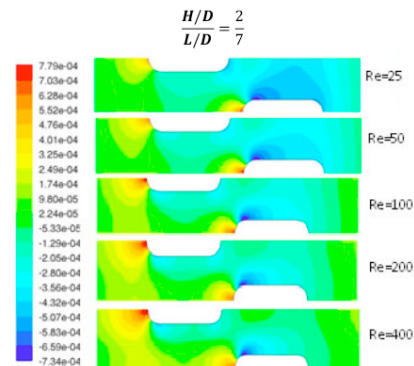 H/D
L/D = 2
7
7.79e-04
7.03e-04
6.28e-04
5.52e-04
4.76e-04
4.01e-04
3.25e-04
2.49e-04
1.74e-04
9.80e-05
2.24e-05
-5.33e-05
-1.29e-04
-2.05e-04
-2.80e-04
-3.56e-04
-4.32e-04
-5.07e-04
-5.83e-04
-6.59e-04
-7.34e-04
Re=25
Re=50
Re=100
Re=200
Re=400